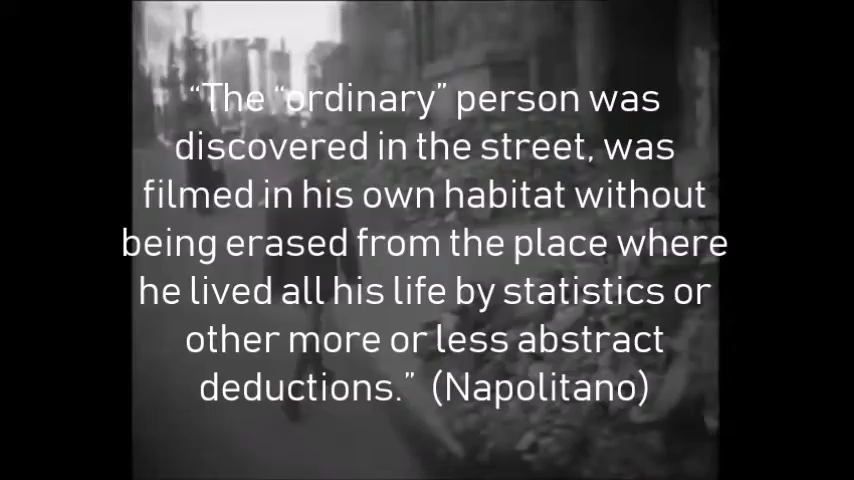 “The “ordinary” person was
discovered in the street, was
filmed in his own habitat without
being erased from the place where
he lived all his life by statistics or
other more or less abstract
deductions.” (Napolitano)